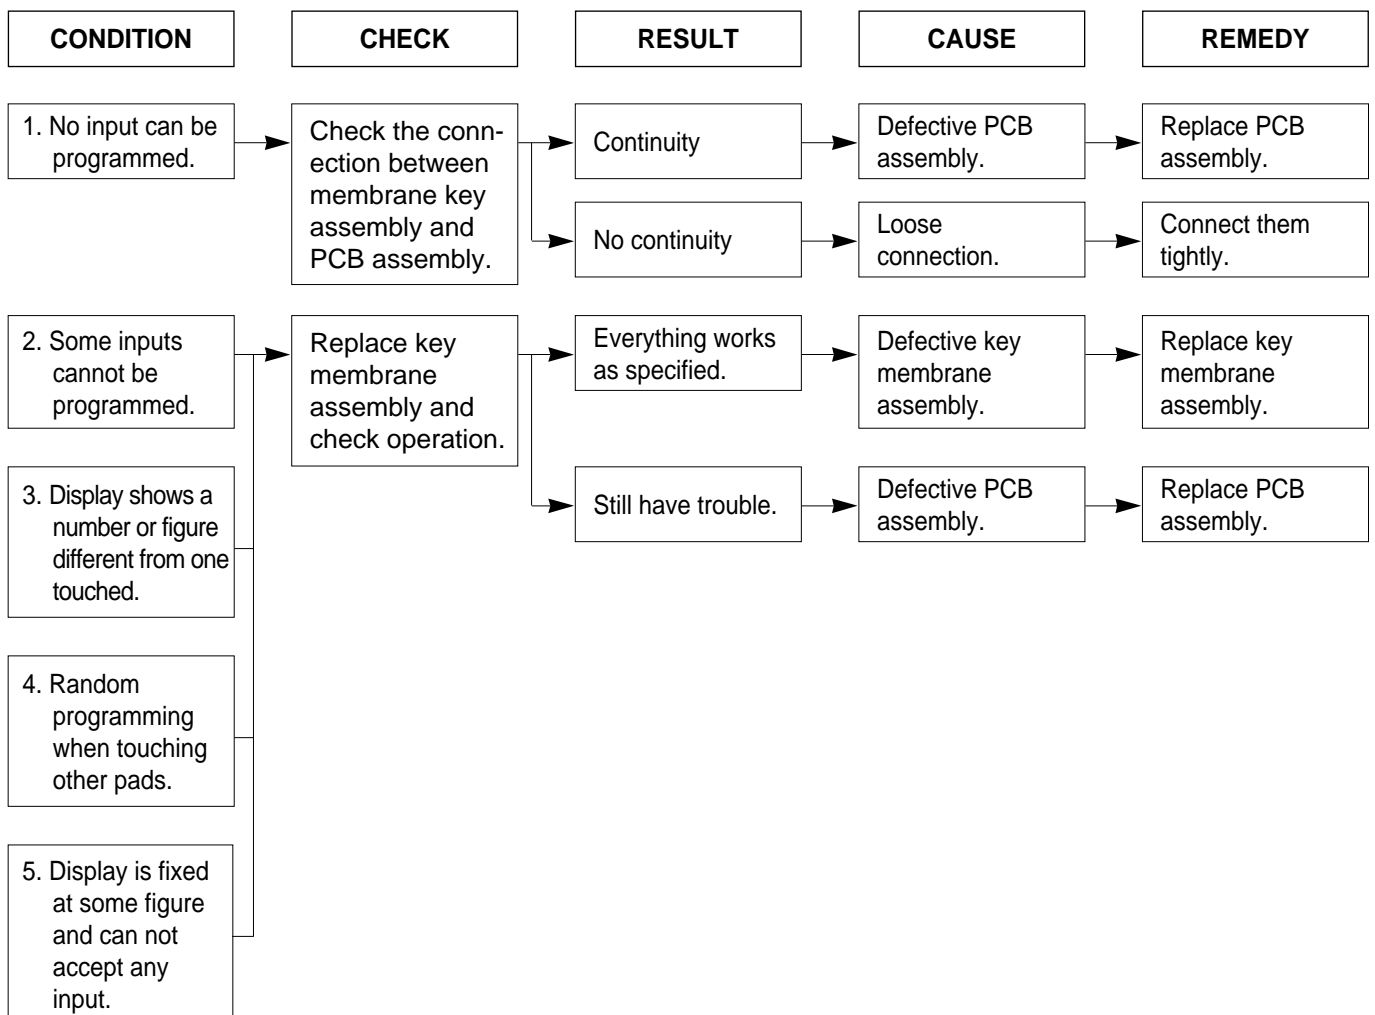 CONDITION
CHECK
RESULT
CAUSE
REMEDY
1. No input can be
programmed.
Check the conn-
ection between
membrane key
assembly and
PCB assembly.
Continuity
Defective PCB
assembly.
Replace PCB
assembly.
No continuity
Loose
connection.
Connect them
tightly.
2. Some inputs
cannot be
programmed.
Replace key
membrane
assembly and
check operation.
Everything works
as specified.
Defective key
membrane
assembly.
Replace key
membrane
assembly.
Still have trouble.
Defective PCB
assembly.
Replace PCB
assembly.
3. Display shows a
number or figure
different from one
touched.
4. Random
programming
when touching
other pads.
5. Display is fixed
at some figure
and can not
accept any
input.